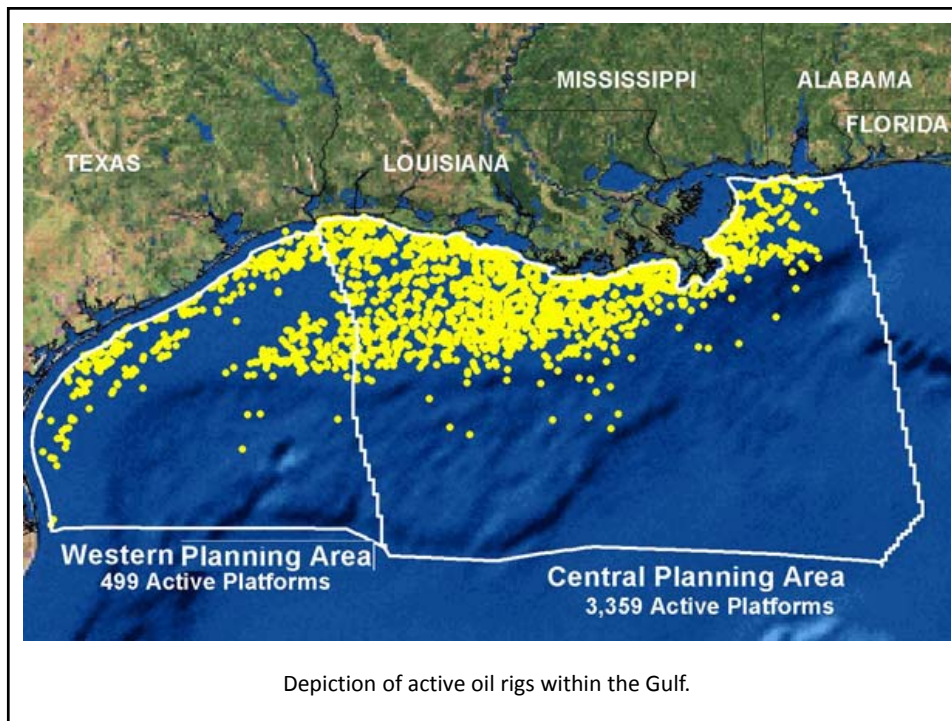 MISSISSIPPI
ALABAMA
FLORIDA
TEXAS
LOUISIANA
Western Planning Area
499 Active Platforms
Central Planning Area
3,359 Active Platforms
Depiction of active oil rigs within the Gulf.